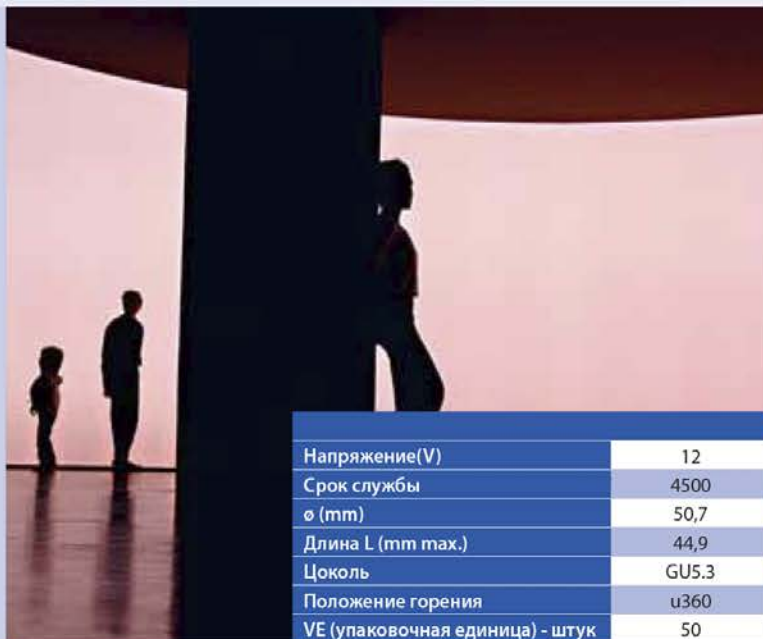 Напряжение(V) 12
Срок службы 4500
ø (mm) 50,7
Длина L (mm max.) 44,9
Цоколь GU5.3
Положение горения u360
VE (упаковочная единица) - штук 50